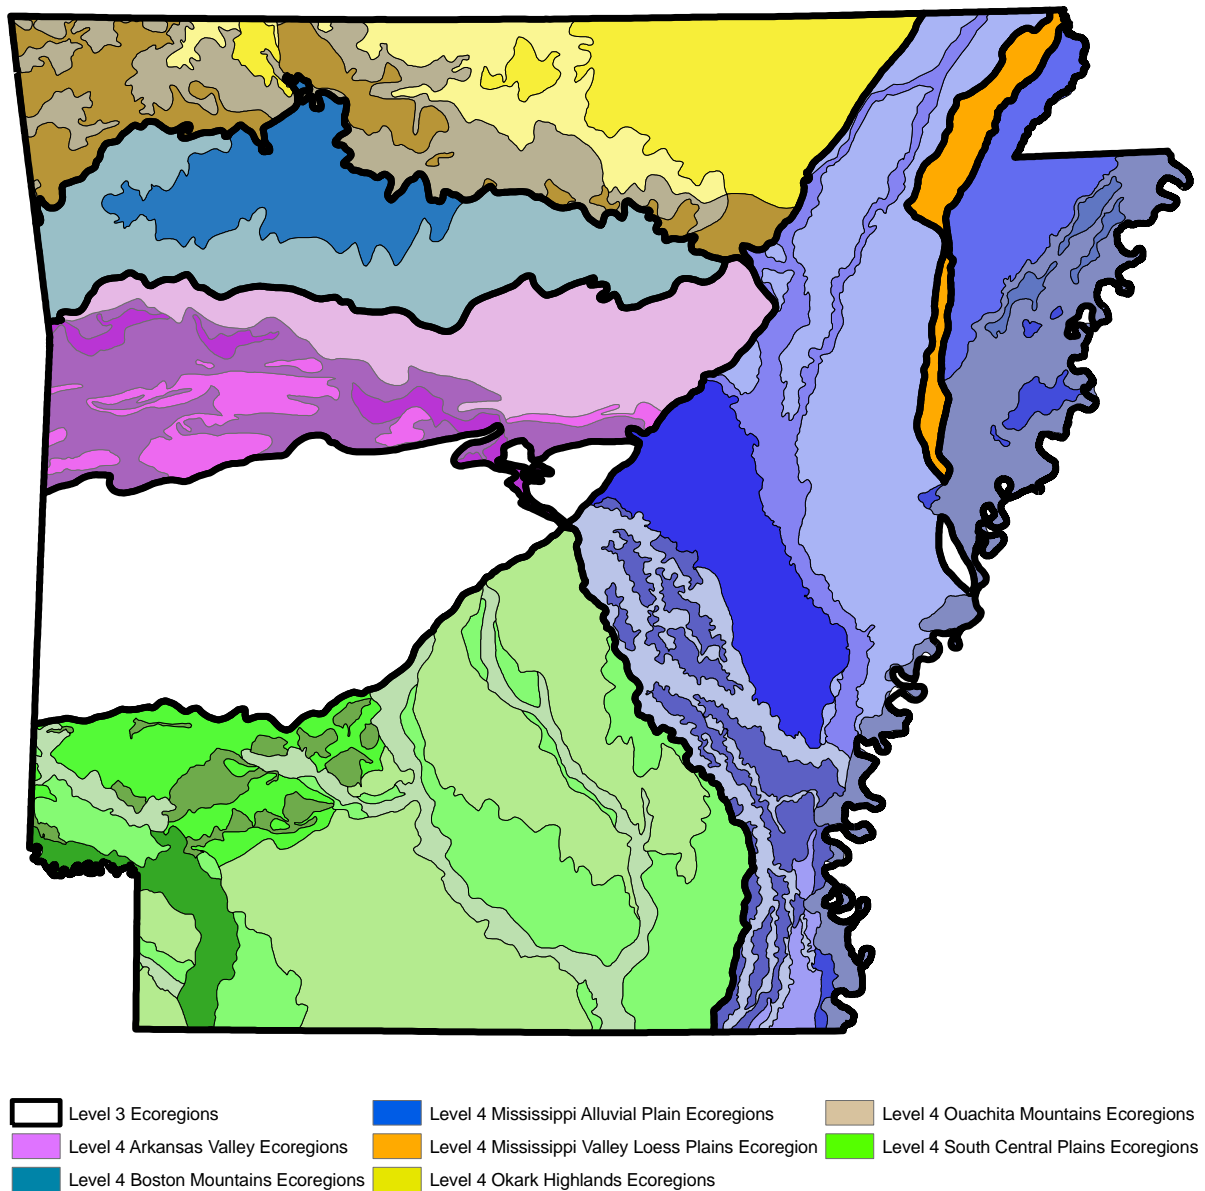 Level 3 Ecoregions
Level 4 Arkansas Valley Ecoregions
Level 4 Boston Mountains Ecoregions
Level 4 Mississippi Alluvial Plain Ecoregions
Level 4 Mississippi Valley Loess Plains Ecoregion
Level 4 Okark Highlands Ecoregions
Level 4 Ouachita Mountains Ecoregions
Level 4 South Central Plains Ecoregions